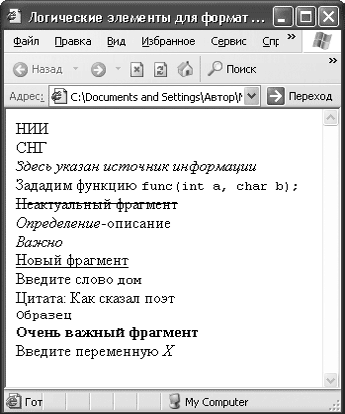 Логические элементы для формат ...
Файл Правка Вид Избранное Сервис Спр »
Назад Поиск »
Адрес: C:\Documents and Settings\Автор\ Переход
НИИ
СНГ
Здесь указан источник информации
Зададим функцию func(int a, char b);
Неактуальный фрагмент
Определение-описание
Важно
Новый фрагмент
Введите слово дом
Цитата: Как сказал поэт
Образец
Очень важный фрагмент
Введите переменную X
Гот My Computer